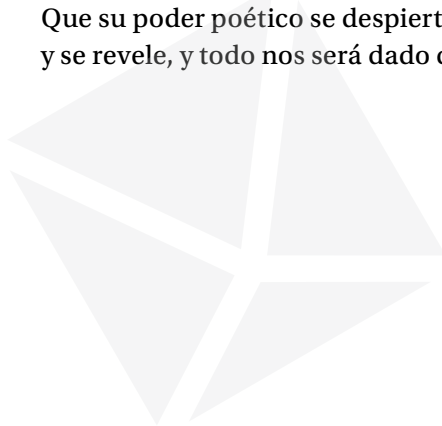 Que su poder poético se despiert
y se revele, y todo nos será dado